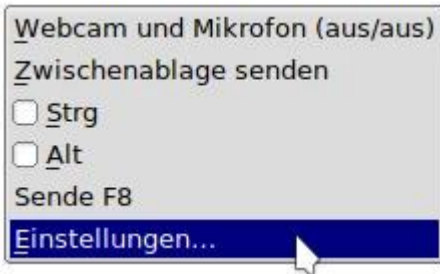 Webcam und Mikrofon (aus/aus)
Zwischenablage senden
Strg
Alt
Sende F8
Einstellungen...